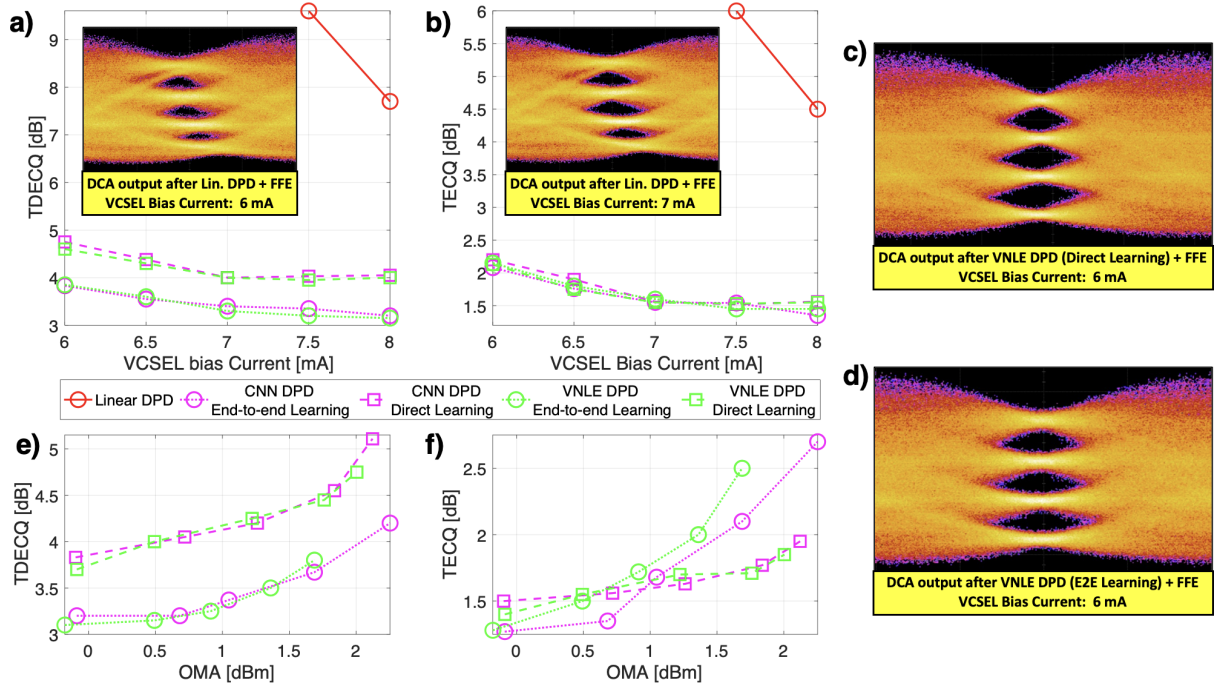 a)
9
8
7
6
5
4
3
TDECQ [dB]
DCA output after Lin. DPD + FFE
VCSEL Bias Current: 6 mA
6
6.5
7
7.5
8
VCSEL bias Current [mA]
b)
6
5.5
5
4.5
4
3.5
3
2.5
2
1.5
TECQ [dB]
DCA output after Lin. DPD + FFE
VCSEL Bias Current: 7 mA
6
6.5
7
7.5
8
VCSEL Bias Current [mA]
c)
DCA output after VNLE DPD (Direct Learning) + FFE
VCSEL Bias Current: 6 mA
Linear DPD
CNN DPD
End-to-end Learning
CNN DPD
Direct Learning
VNLE DPD
End-to-end Learning
VNLE DPD
Direct Learning
d)
DCA output after VNLE DPD (E2E Learning) + FFE
VCSEL Bias Current: 6 mA
e)
5
4.5
4
3.5
3
TDECQ [dB]
0
0.5
1
1.5
2
OMA [dBm]
f)
2.5
2
1.5
TECQ [dB]
0
0.5
1
1.5
2
OMA [dBm]